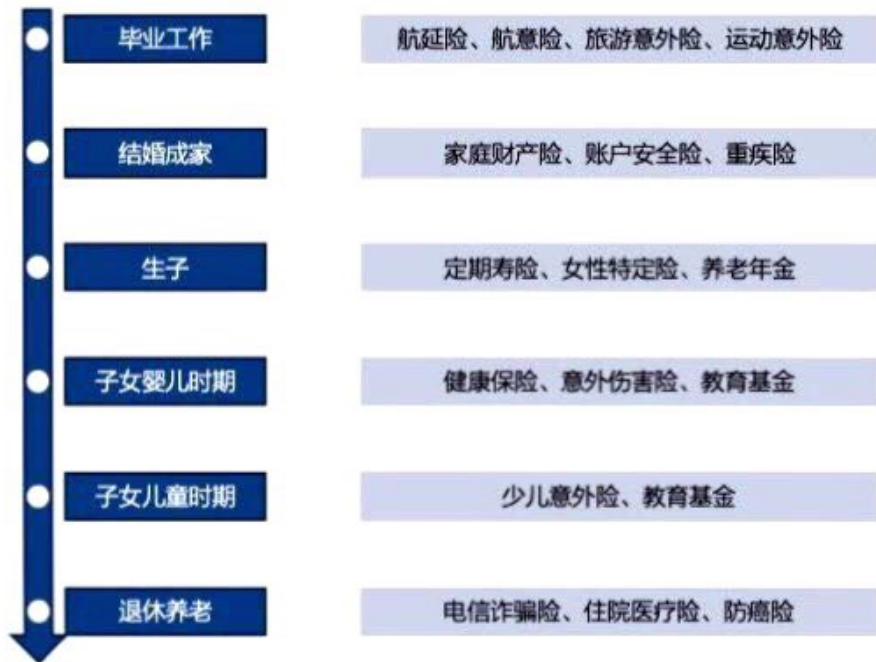 毕业工作
航延险、航意险、旅游意外险、运动意外险
结婚成家
家庭财产险、账户安全险、重疾险
生子
定期寿险、女性特定险、养老年金
子女婴儿时期
健康保险、意外伤害险、教育基金
子女儿童时期
少儿意外险、教育基金
退休养老
电信诈骗险、住院医疗险、防癌险